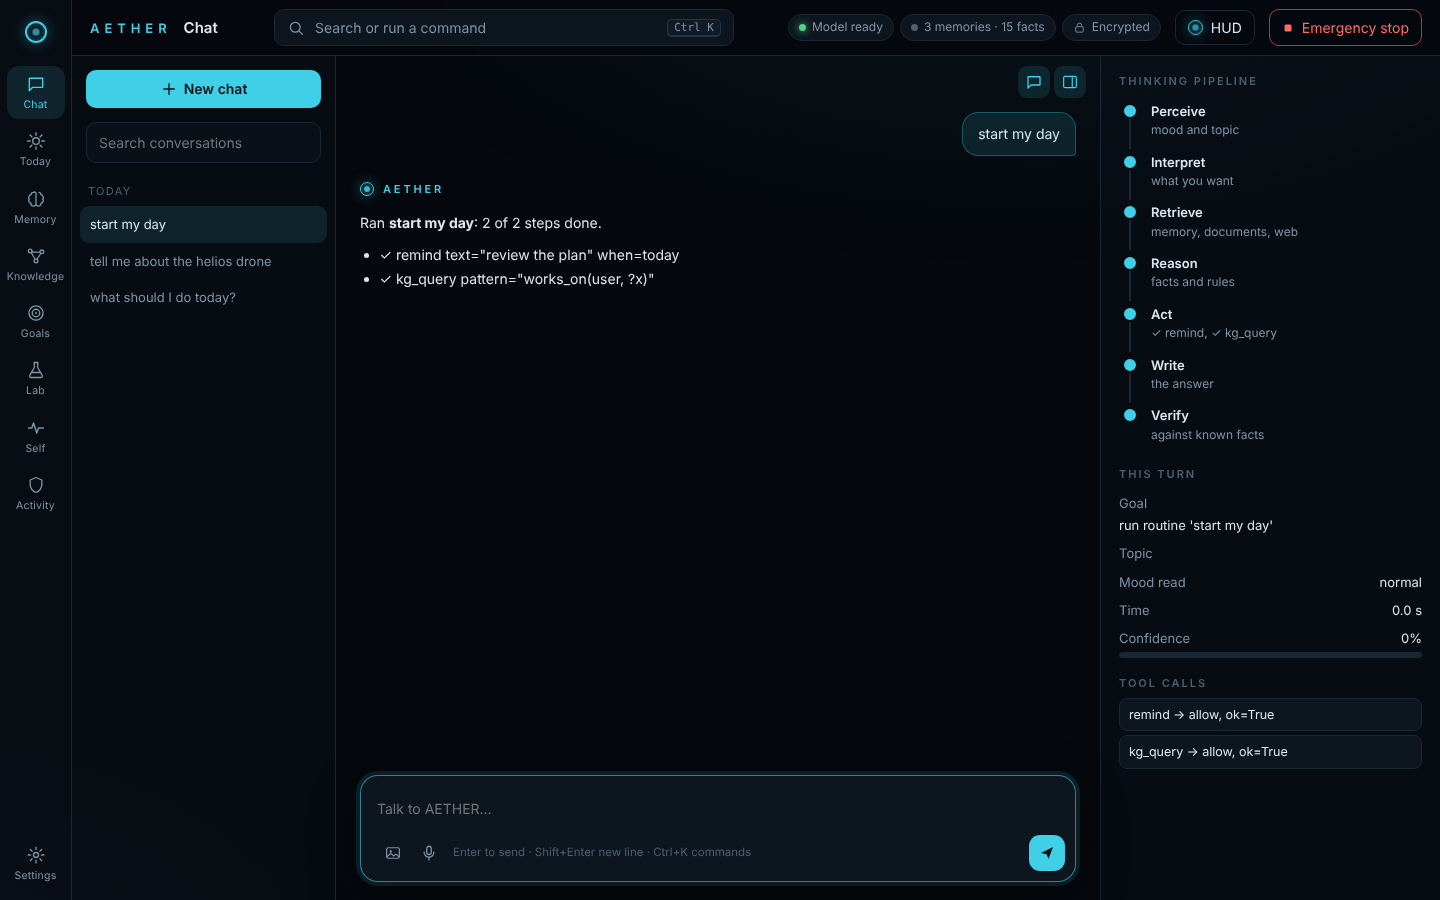 AETHER Chat
Search or run a command Ctrl K
Model ready
3 memories · 15 facts
Encrypted
HUD
Emergency stop
Chat
Today
Memory
Knowledge
Goals
Lab
Self
Activity
Settings
+ New chat
Search conversations
TODAY
start my day
tell me about the helios drone
what should I do today?
start my day
AETHER
Ran start my day: 2 of 2 steps done.
• ✓ remind text="review the plan" when=today
• ✓ kg_query pattern="works_on(user, ?x)"
Talk to AETHER...
Enter to send · Shift+Enter new line · Ctrl+K commands
THINKING PIPELINE
Perceive
mood and topic
Interpret
what you want
Retrieve
memory, documents, web
Reason
facts and rules
Act
✓ remind, ✓ kg_query
Write
the answer
Verify
against known facts
THIS TURN
Goal
run routine 'start my day'
Topic
Mood read normal
Time 0.0 s
Confidence 0%
TOOL CALLS
remind → allow, ok=True
kg_query → allow, ok=True